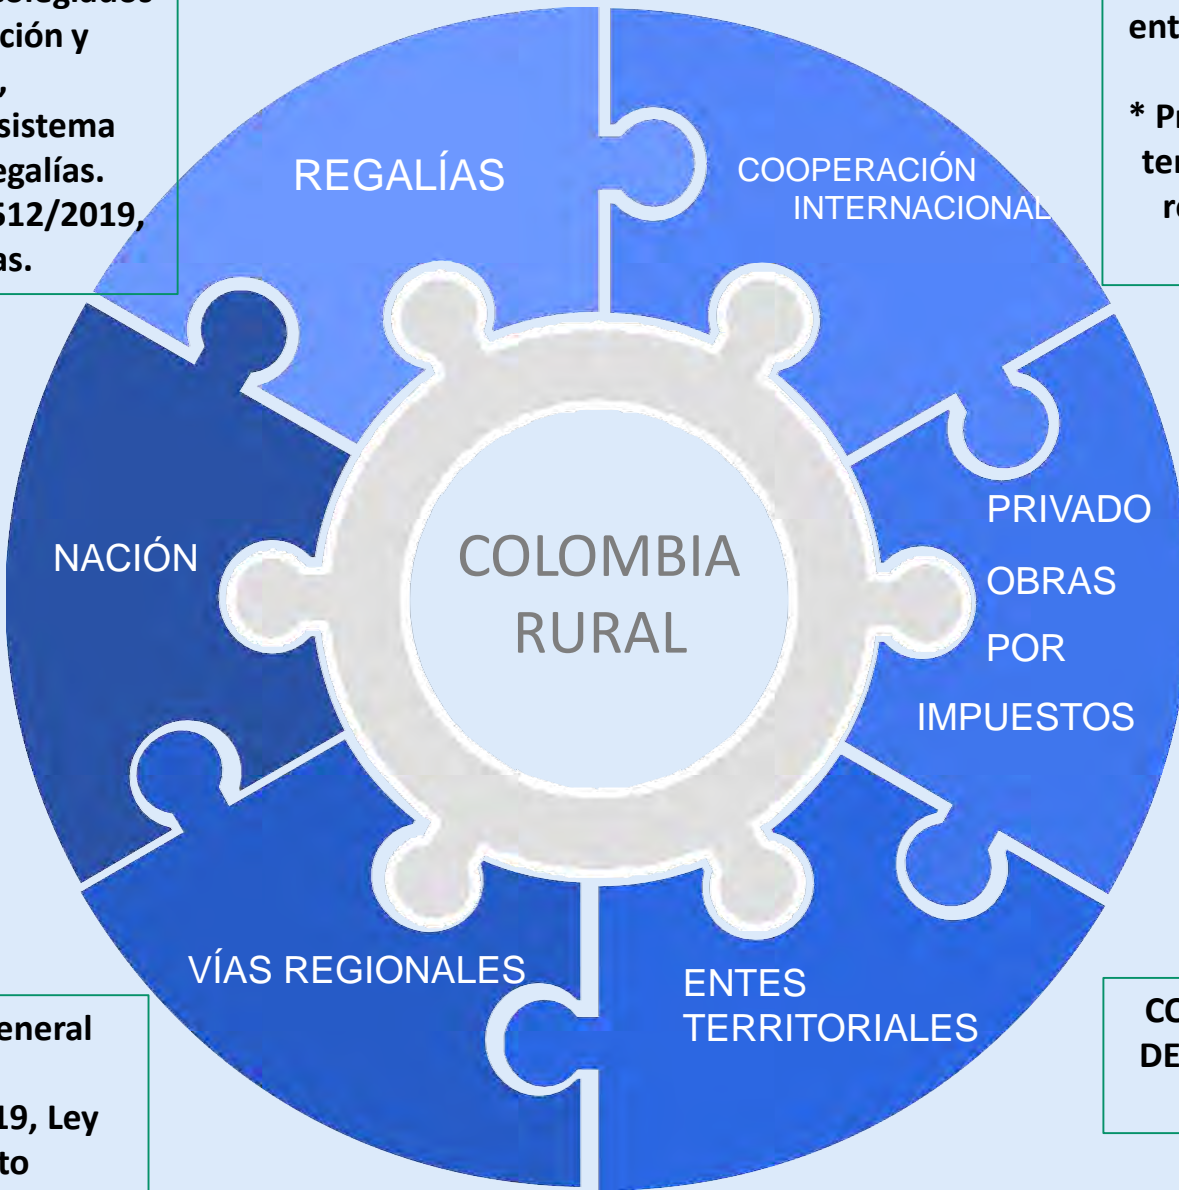 ción y
sistema
egalías.
512/2019,
as.
REGALÍAS
COOPERACIÓN
INTERNACIONAL
ent
* Pr
ter
re
NACIÓN
COLOMBIA
RURAL
PRIVADO
OBRAS
POR
IMPUESTOS
VÍAS REGIONALES
ENTES
TERRITORIALES
eneral
19, Ley
to
CO
DE